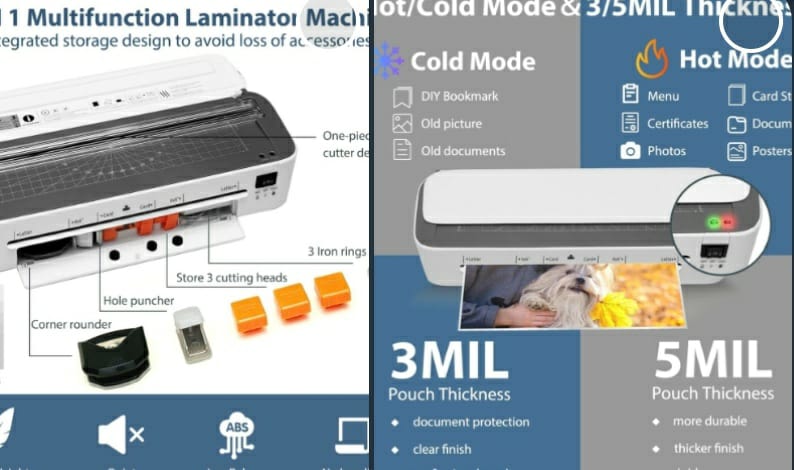 1 Multifunction Laminator Machi
tegrated storage design to avoid loss of accessories
One-piec
cutter de
3 Iron rings
Store 3 cutting heads
Hole puncher
Corner rounder
ABS
ot/Cold Mode & 3/5MIL Thicknes
Cold Mode
DIY Bookmark
Old picture
Old documents
Hot Mode
Menu
Card St
Certificates
Docum
Photos
Posters
3MIL
Pouch Thickness
document protection
clear finish
5MIL
Pouch Thickness
more durable
thicker finish